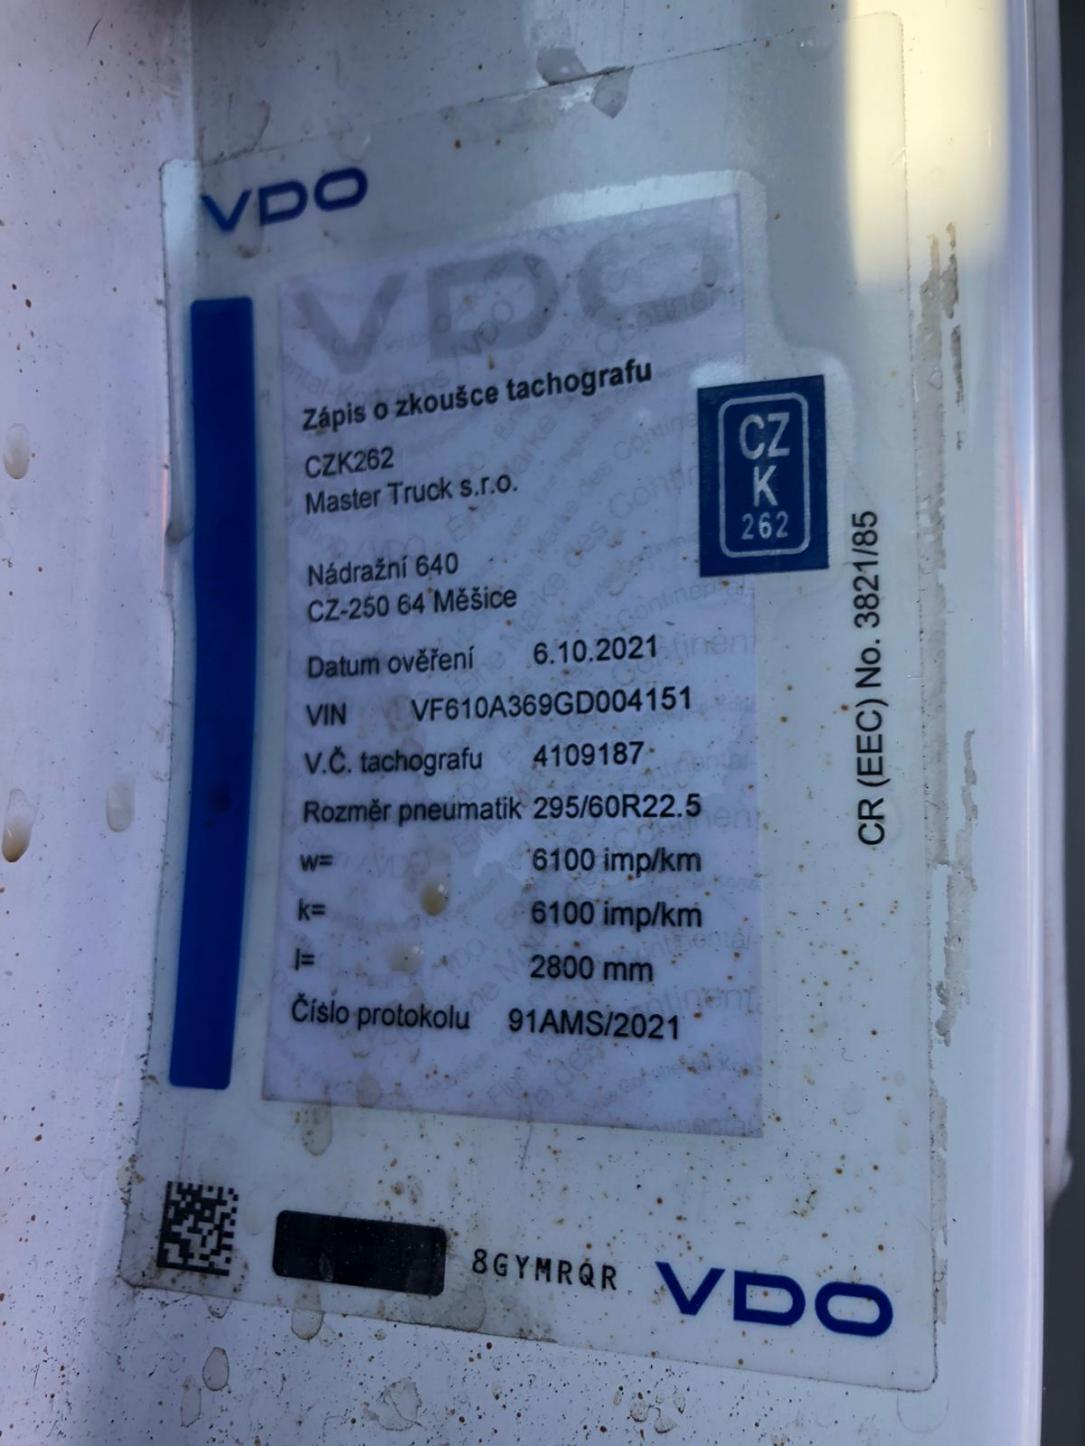 VDO
VDO
Zápis o zkoušce tachografu
CZK262
Master Truck s.r.o.
CZ
K
262
Nádražní 640
CZ-250 64 Měšice
Datum ověření 6.10.2021
VIN VF610A369GD004151
V.Č. tachografu 4109187
Rozměr pneumatik 295/60R22.5
w= 6100 imp/km
k= 6100 imp/km
l= 2800 mm
Číslo protokolu 91AMS/2021
CR (EEC) No. 3821/85
8GYMRQR
VDO